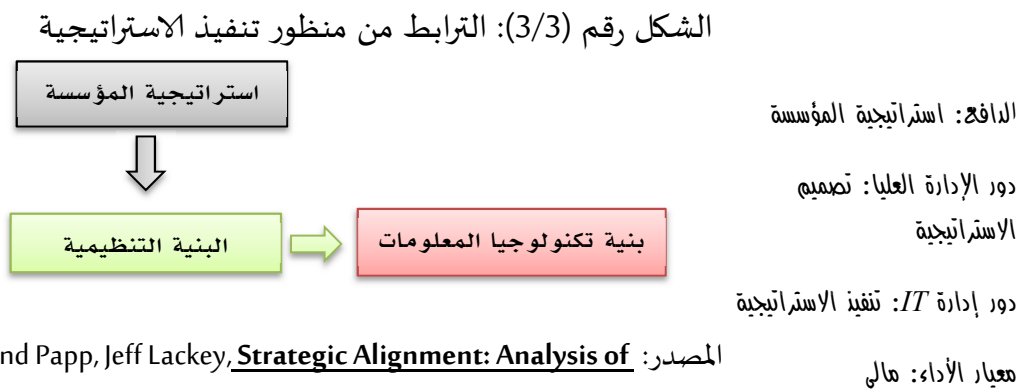 الشكل رقم (3/3): الترابط من منظور تنفيذ الاستراتيجية
استراتيجية المؤسسة
البنية التنظيمية
بنية تكنولوجيا المعلومات
الدافع: استراتيجية المؤسسة
دور الإدارة العليا: تصميم
الاستراتيجية
دور إدارة IT: تنفيذ الاستراتيجية
معيار الأداء: مالي
المصدر: nd Papp, Jeff Lackey, Strategic Alignment: Analysis of